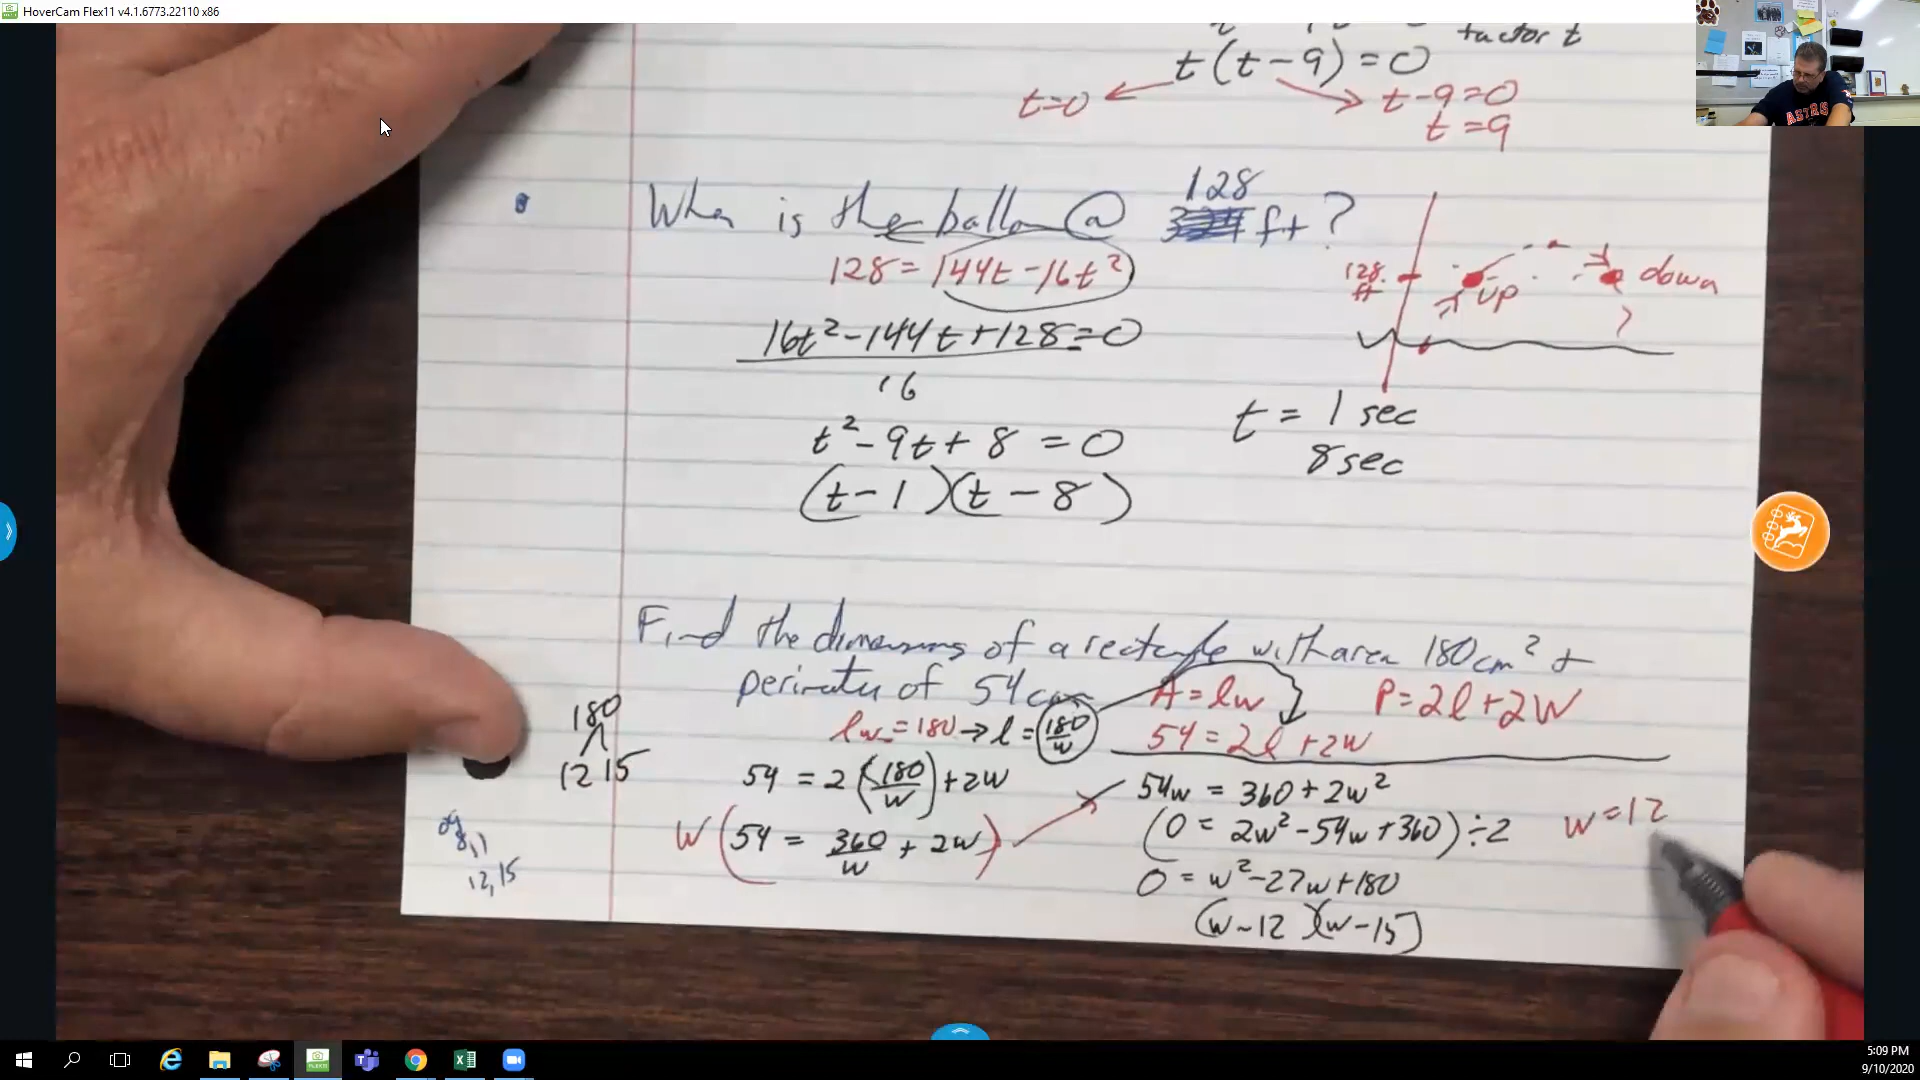 HoverCam Flex11 v4.1.6773.22110 x86
factor t
t(t-9)=0
t=0
t-9=0
t=9
ASTROS
When is the ballon @ 128 ft?
128 = 144t-16t²
16t²-144t+128=0
16
t²-9t+8=0
(t-1)(t-8)
128 ft
up
down
t = 1 sec
8 sec
Find the dimensions of a rectangle with area 180cm² +
perimeter of 54 cm
A=lw
P=2l+2W
lw=180→l=180/w
54=2l+2w
180
12 15
54=2(180/w)+2w
W(54=360/w+2w)
54w=360+2w²
(0=2w²-54w+360)÷2
0=w²-27w+180
(w-12)(w-15)
w=12
12,15
5:09 PM
9/10/2020